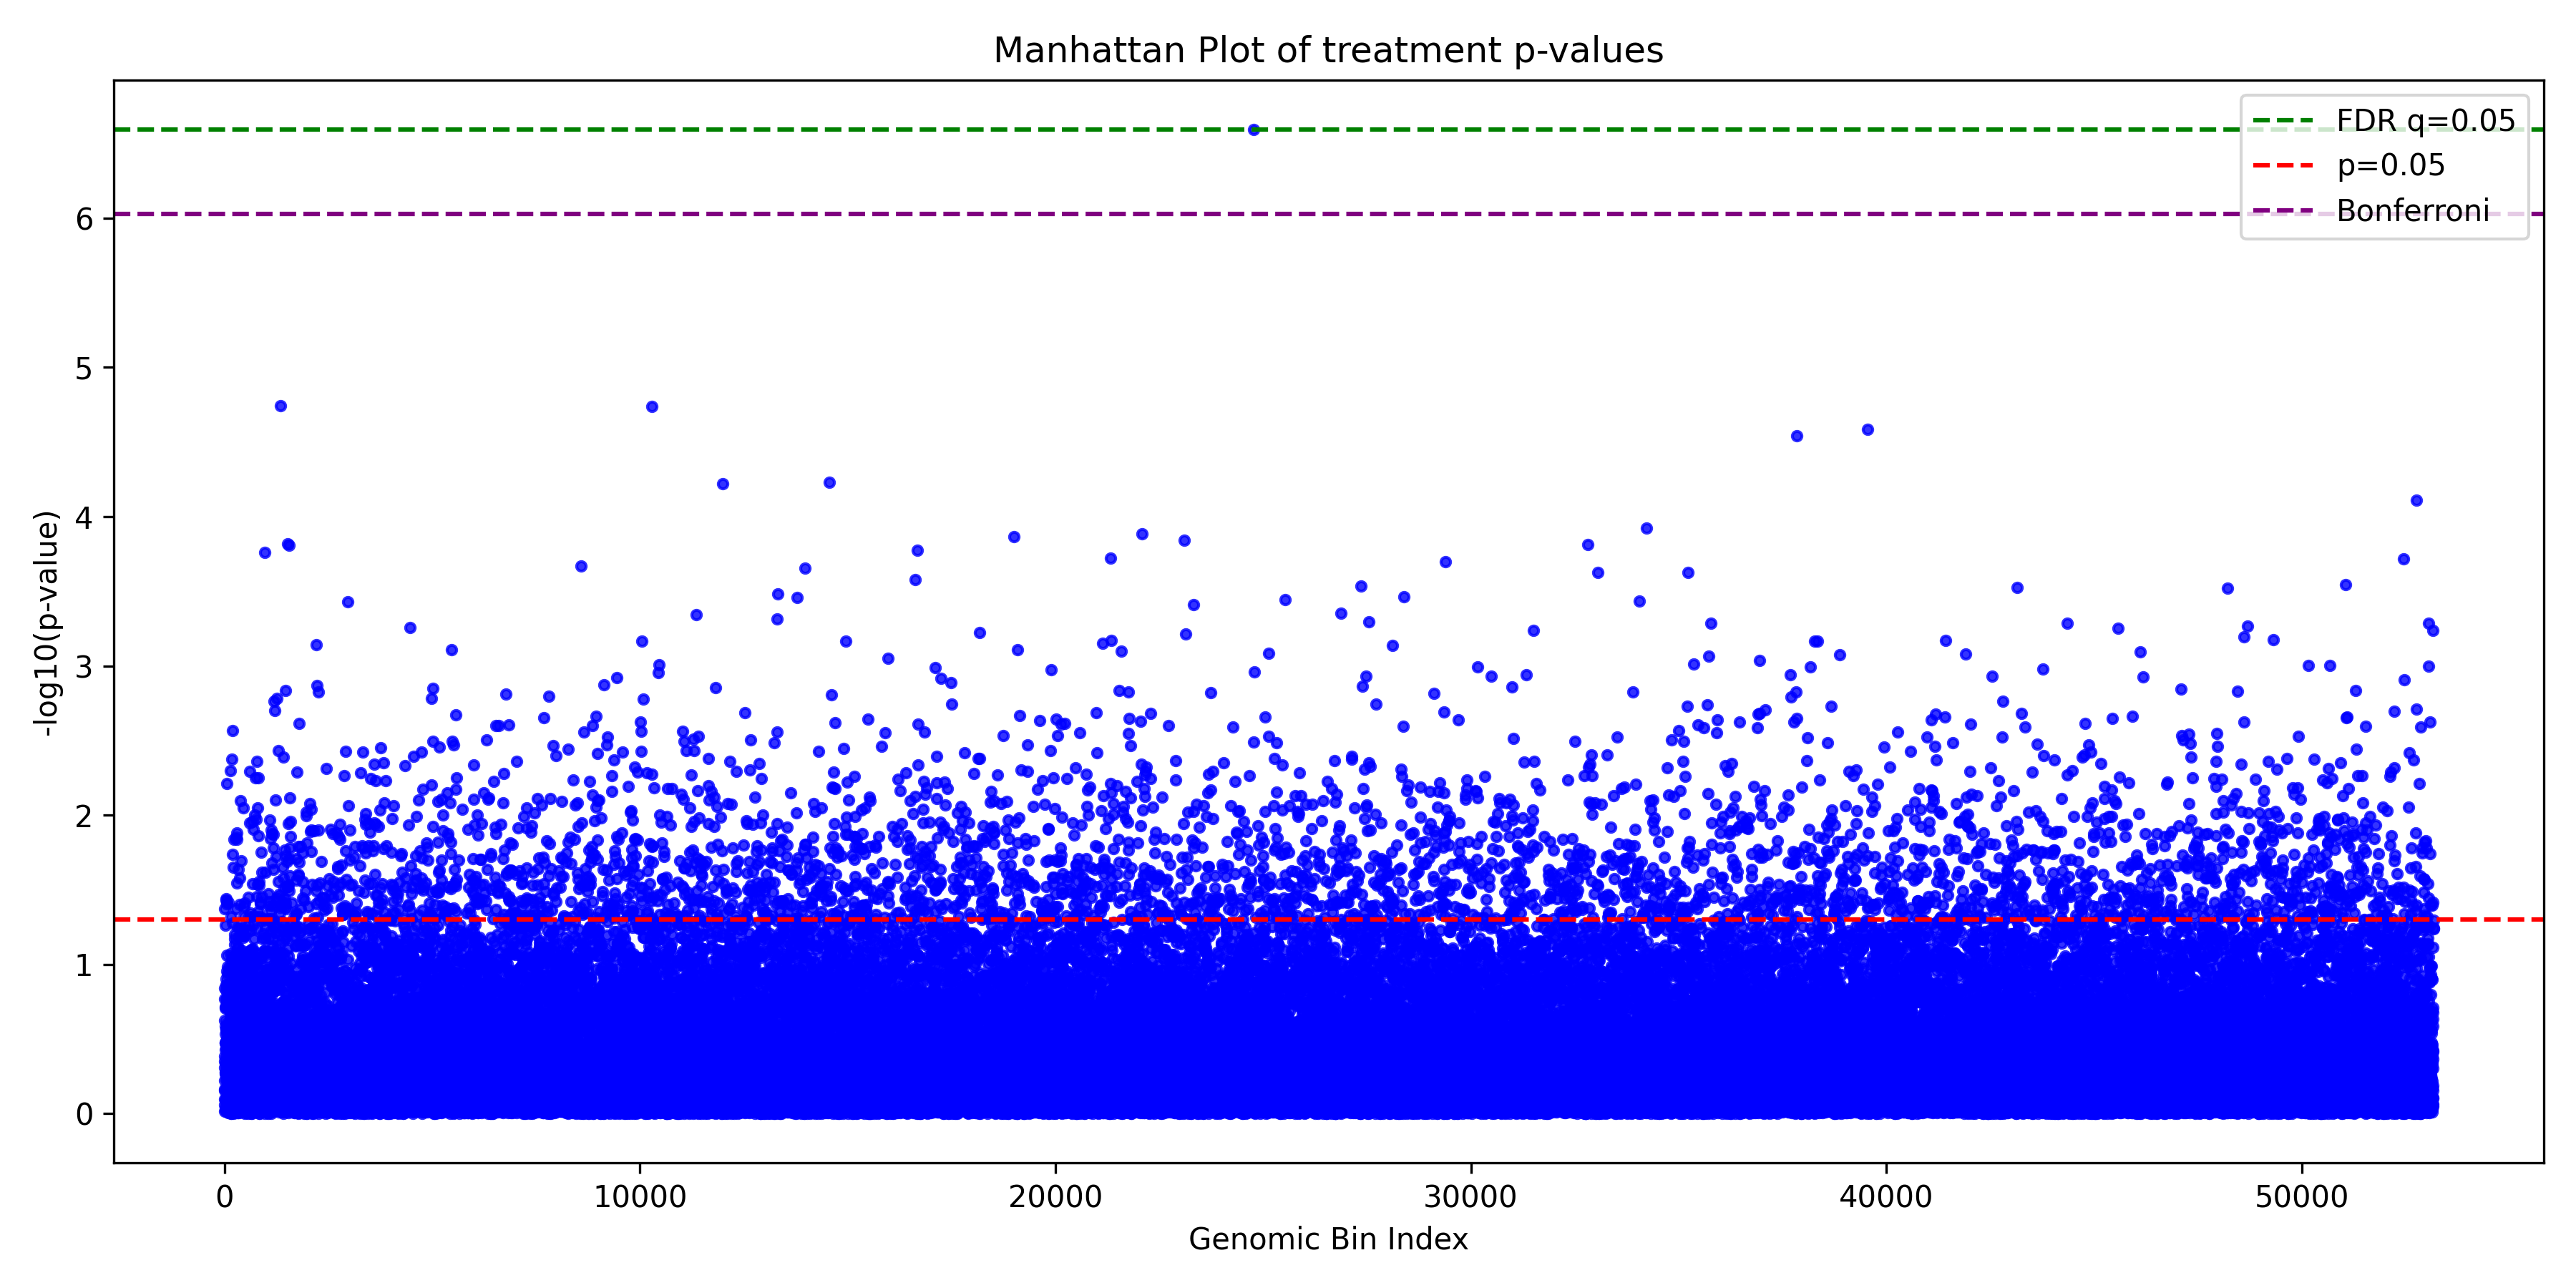 Manhattan Plot of treatment p-values
FDR q=0.05
p=0.05
Bonferroni
-log10(p-value)
6
5
4
3
2
1
0
0
10000
20000
30000
40000
50000
Genomic Bin Index